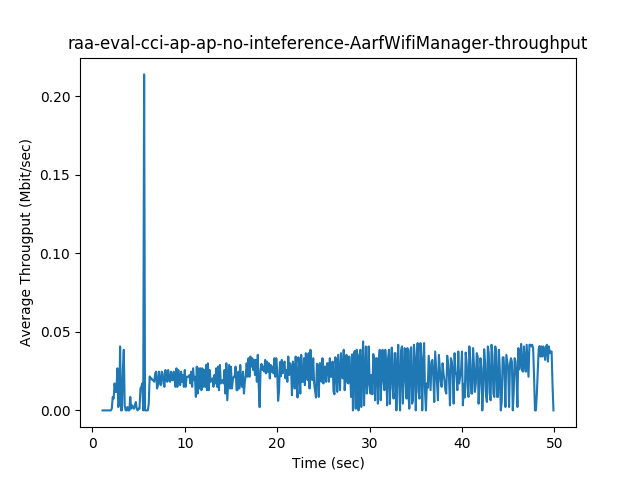 raa-eval-cci-ap-ap-no-inteference-AarfWifiManager-throughput
Average Througput (Mbit/sec)
0.20
0.15
0.10
0.05
0.00
0 10 20 30 40 50
Time (sec)